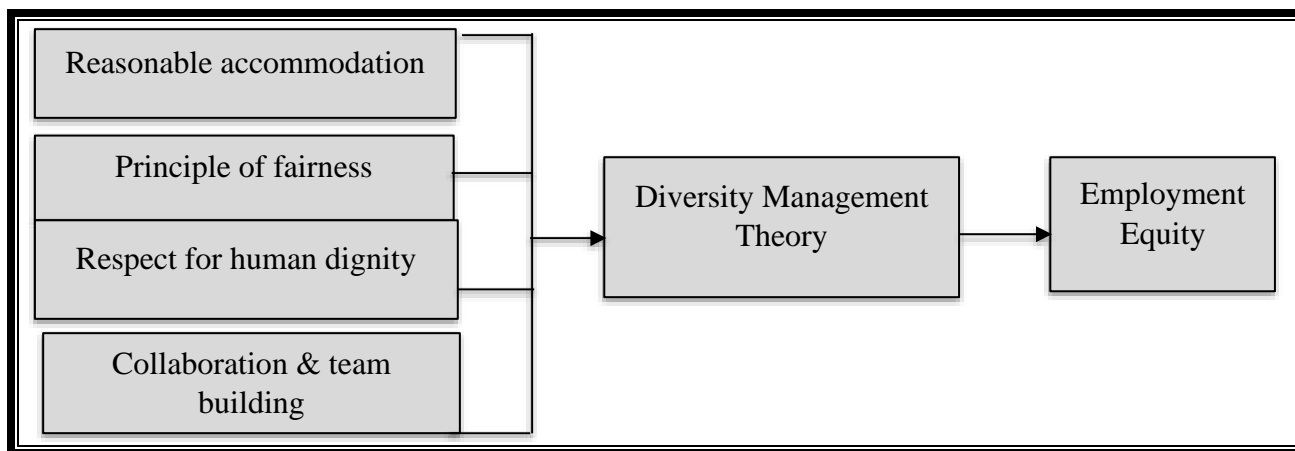 Reasonable accommodation
Principle of fairness
Respect for human dignity
Collaboration & team
building
Diversity Management
Theory
Employment
Equity